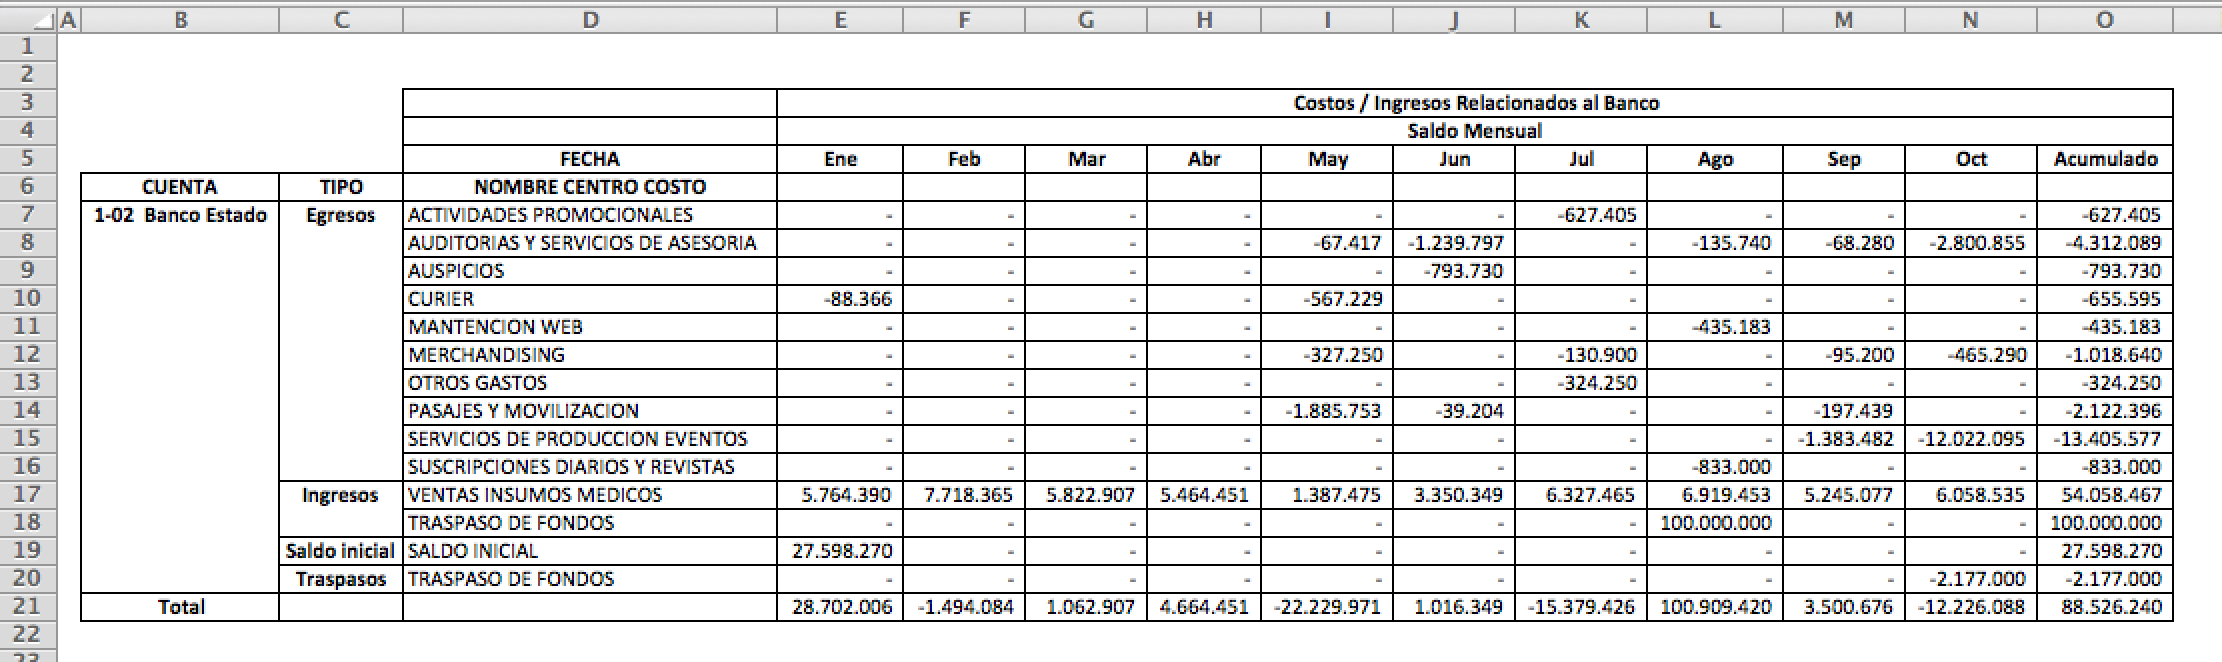 A B C D E F G H I J K L M N O
1
2
3 Costos / Ingresos Relacionados al Banco
4 Saldo Mensual
5 FECHA Ene Feb Mar Abr May Jun Jul Ago Sep Oct Acumulado
6 CUENTA TIPO NOMBRE CENTRO COSTO
7 1-02 Banco Estado Egresos ACTIVIDADES PROMOCIONALES - - - - - - -627.405 - - - -627.405
8 AUDITORIAS Y SERVICIOS DE ASESORIA - - - - -67.417 -1.239.797 - -135.740 -68.280 -2.800.855 -4.312.089
9 AUSPICIOS - - - - - -793.730 - - - - -793.730
10 CURIER -88.366 - - - -567.229 - - - - - -655.595
11 MANTENCION WEB - - - - - - - -435.183 - - -435.183
12 MERCHANDISING - - - - -327.250 - -130.900 - -95.200 -465.290 -1.018.640
13 OTROS GASTOS - - - - - - -324.250 - - - -324.250
14 PASAJES Y MOVILIZACION - - - - -1.885.753 -39.204 - - -197.439 - -2.122.396
15 SERVICIOS DE PRODUCCION EVENTOS - - - - - - - - -1.383.482 -12.022.095 -13.405.577
16 SUSCRIPCIONES DIARIOS Y REVISTAS - - - - - - - -833.000 - - -833.000
17 Ingresos VENTAS INSUMOS MEDICOS 5.764.390 7.718.365 5.822.907 5.464.451 1.387.475 3.350.349 6.327.465 6.919.453 5.245.077 6.058.535 54.058.467
18 TRASPASO DE FONDOS - - - - - - - 100.000.000 - - 100.000.000
19 Saldo inicial SALDO INICIAL 27.598.270 - - - - - - - - - 27.598.270
20 Traspasos TRASPASO DE FONDOS - - - - - - - - - -2.177.000 -2.177.000
21 Total 28.702.006 -1.494.084 1.062.907 4.664.451 -22.229.971 1.016.349 -15.379.426 100.909.420 3.500.676 -12.226.088 88.526.240
22
23